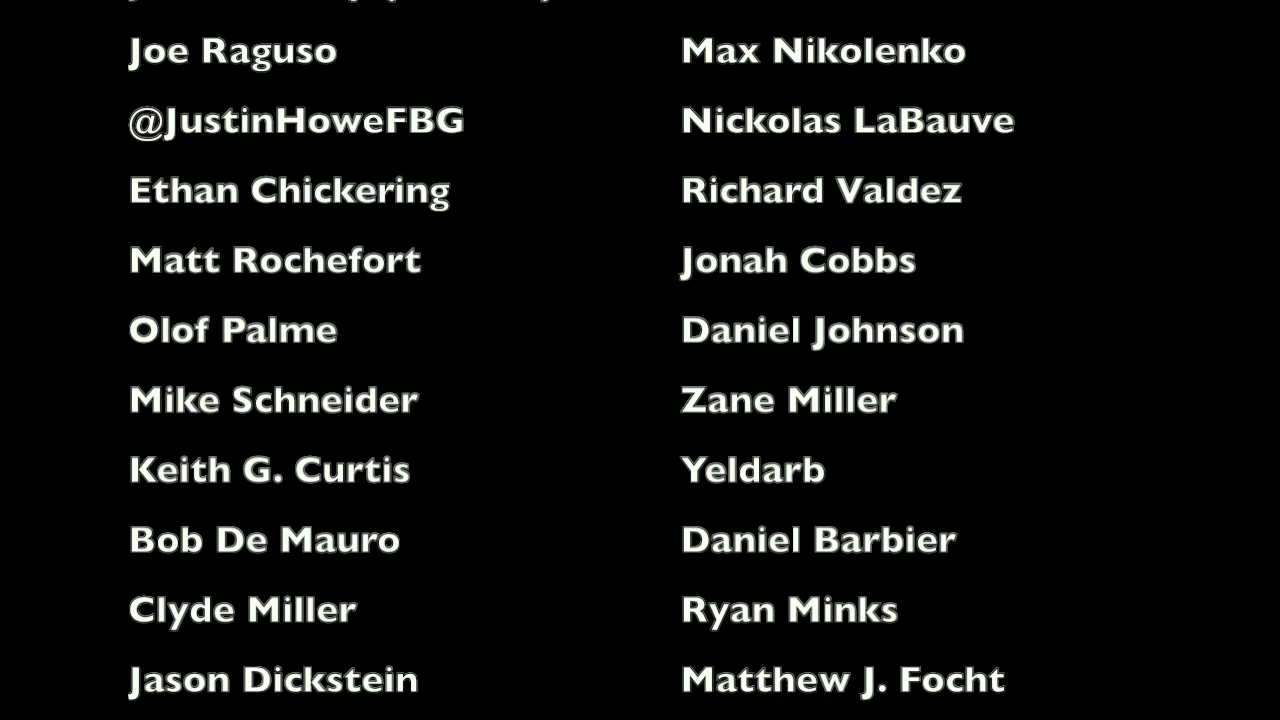 Joe Raguso
Max Nikolenko
@JustinHoweFBG
Nickolas LaBauve
Ethan Chickering
Richard Valdez
Matt Rochefort
Jonah Cobbs
Olof Palme
Daniel Johnson
Mike Schneider
Zane Miller
Keith G. Curtis
Yeldarb
Bob De Mauro
Daniel Barbier
Clyde Miller
Ryan Minks
Jason Dickstein
Matthew J. Focht